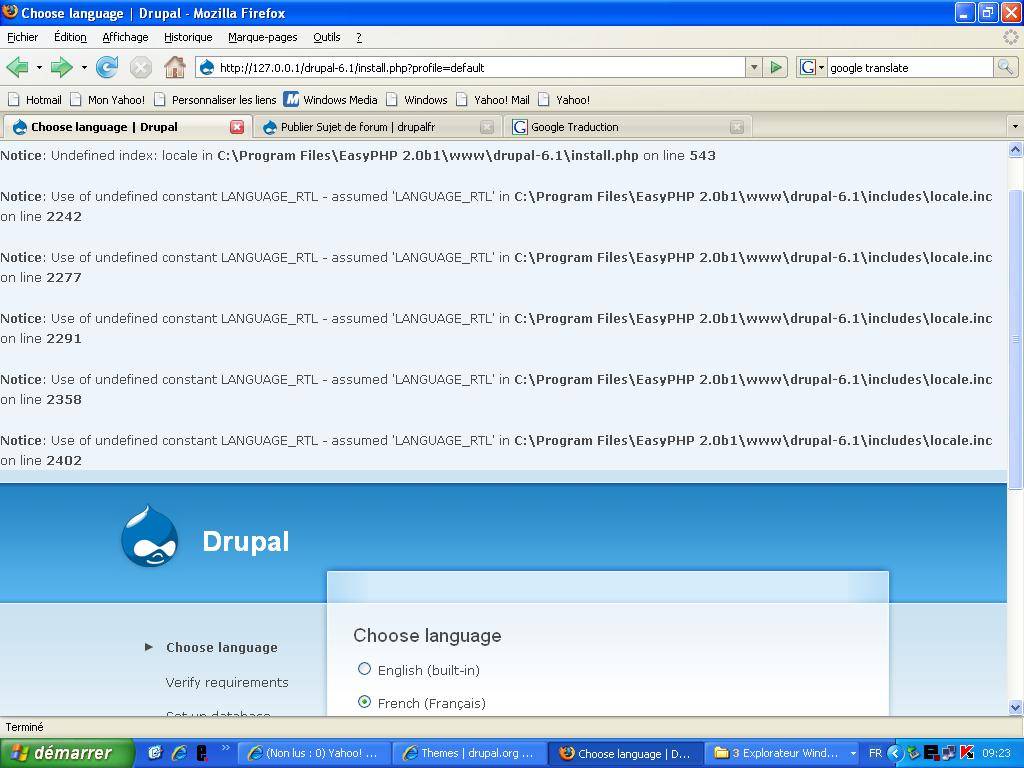 Choose language | Drupal - Mozilla Firefox
Fichier Édition Affichage Historique Marque-pages Outils ?
http://127.0.0.1/drupal-6.1/install.php?profile=default
google translate
Hotmail Mon Yahoo! Personnaliser les liens Windows Media Windows Yahoo! Mail Yahoo!
Choose language | Drupal Publier Sujet de forum | drupalfr Google Traduction
Notice: Undefined index: locale in C:\Program Files\EasyPHP 2.0b1\www\drupal-6.1\install.php on line 543
Notice: Use of undefined constant LANGUAGE_RTL - assumed 'LANGUAGE_RTL' in C:\Program Files\EasyPHP 2.0b1\www\drupal-6.1\includes\locale.inc
on line 2242
Notice: Use of undefined constant LANGUAGE_RTL - assumed 'LANGUAGE_RTL' in C:\Program Files\EasyPHP 2.0b1\www\drupal-6.1\includes\locale.inc
on line 2277
Notice: Use of undefined constant LANGUAGE_RTL - assumed 'LANGUAGE_RTL' in C:\Program Files\EasyPHP 2.0b1\www\drupal-6.1\includes\locale.inc
on line 2291
Notice: Use of undefined constant LANGUAGE_RTL - assumed 'LANGUAGE_RTL' in C:\Program Files\EasyPHP 2.0b1\www\drupal-6.1\includes\locale.inc
on line 2358
Notice: Use of undefined constant LANGUAGE_RTL - assumed 'LANGUAGE_RTL' in C:\Program Files\EasyPHP 2.0b1\www\drupal-6.1\includes\locale.inc
on line 2402
Drupal
Choose language
Choose language
English (built-in)
Verify requirements
French (Français)
Set up database
Terminé
démarrer (Non lus : 0) Yahoo! ... Themes | drupal.org ... Choose language | D... 3 Explorateur Wind... FR 09:23